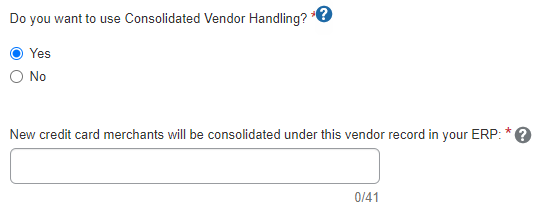 Do you want to use Consolidated Vendor Handling? *?
Yes
No
New credit card merchants will be consolidated under this vendor record in your ERP: * ?
0/41